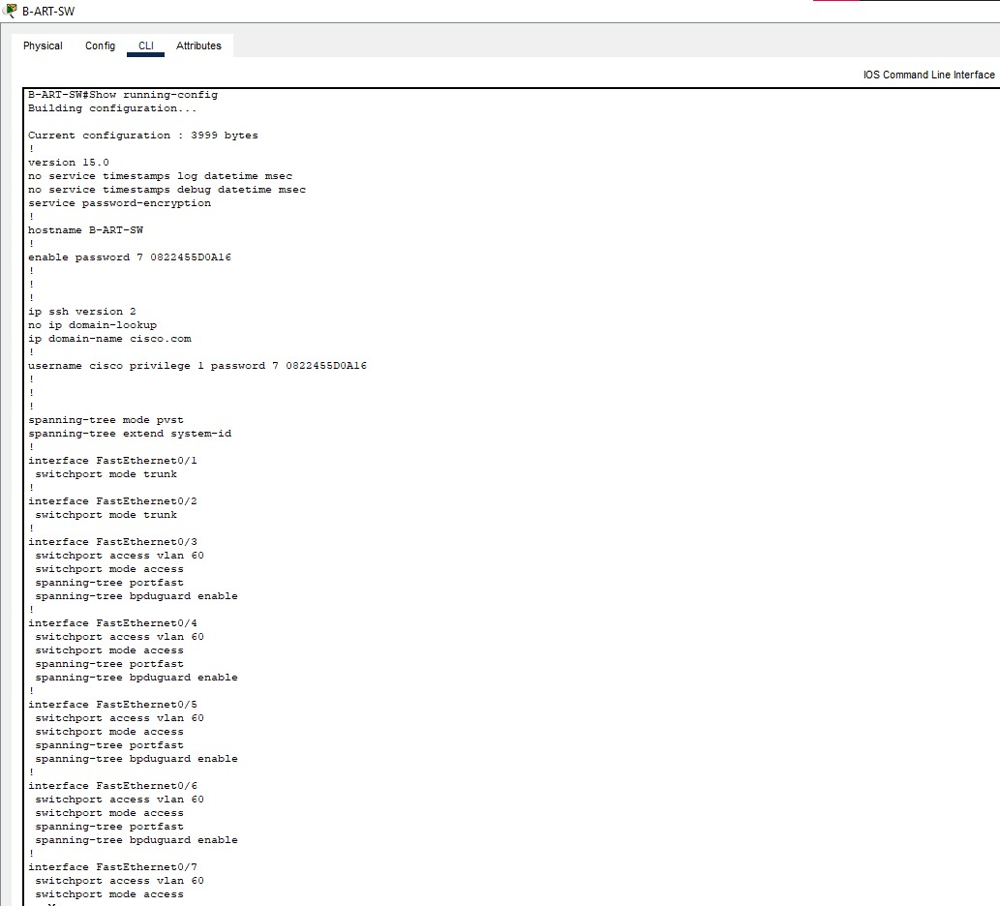 B-ART-SW
Physical Config CLI Attributes
IOS Command Line Interface
B-ART-SW#Show running-config
Building configuration...
Current configuration : 3999 bytes
!
version 15.0
no service timestamps log datetime msec
no service timestamps debug datetime msec
service password-encryption
!
hostname B-ART-SW
!
enable password 7 0822455D0A16
!
!
!
ip ssh version 2
no ip domain-lookup
ip domain-name cisco.com
!
username cisco privilege 1 password 7 0822455D0A16
!
!
!
spanning-tree mode pvst
spanning-tree extend system-id
!
interface FastEthernet0/1
 switchport mode trunk
!
interface FastEthernet0/2
 switchport mode trunk
!
interface FastEthernet0/3
 switchport access vlan 60
 switchport mode access
 spanning-tree portfast
 spanning-tree bpduguard enable
!
interface FastEthernet0/4
 switchport access vlan 60
 switchport mode access
 spanning-tree portfast
 spanning-tree bpduguard enable
!
interface FastEthernet0/5
 switchport access vlan 60
 switchport mode access
 spanning-tree portfast
 spanning-tree bpduguard enable
!
interface FastEthernet0/6
 switchport access vlan 60
 switchport mode access
 spanning-tree portfast
 spanning-tree bpduguard enable
!
interface FastEthernet0/7
 switchport access vlan 60
 switchport mode access